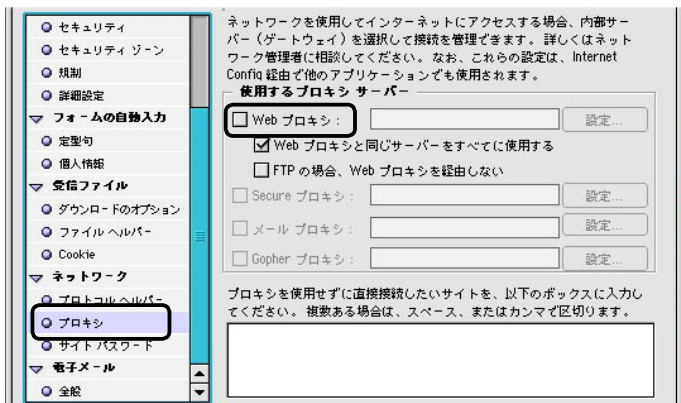 セキュリティ
セキュリティ ゾーン
規制
詳細設定
フォームの自動入力
定型句
個人情報
受信ファイル
ダウンロードのオプション
ファイル ヘルパー
Cookie
ネットワーク
プロトコル ヘルパー
プロキシ
サイト パスワード
電子メール
全般
ネットワークを使用してインターネットにアクセスする場合、内部サー
バー（ゲートウェイ）を選択して接続を管理できます。詳しくはネット
ワーク管理者に相談してください。なお、これらの設定は、Internet
Config 経由で他のアプリケーションでも使用されます。
使用するプロキシ サーバー
Web プロキシ：
設定...
Web プロキシと同じサーバーをすべてに使用する
FTP の場合、Web プロキシを経由しない
Secure プロキシ：
設定...
メール プロキシ：
設定...
Gopher プロキシ：
設定...
プロキシを使用せずに直接接続したいサイトを、以下のボックスに入力し
てください。複数ある場合は、スペース、またはカンマで区切ります。